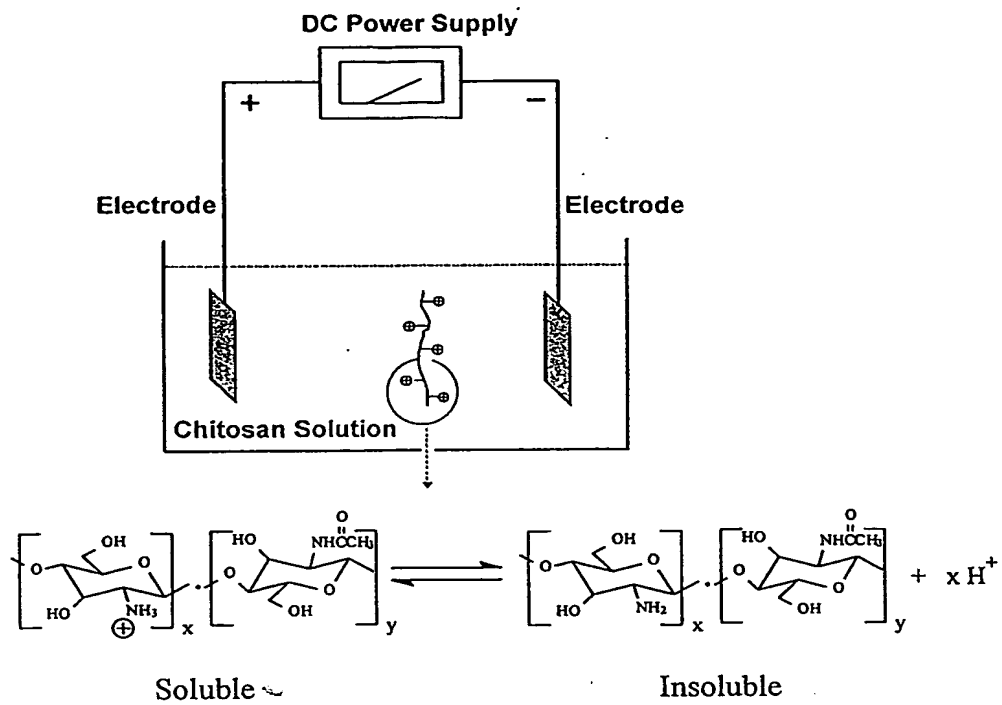 DC Power Supply
+ −
Electrode Electrode
⊕
⊕
⊕
⊕
⊕
Chitosan Solution
O O
OH HO NHCCH₃ OH HO NHCCH₃
O O O O O O O O
HO NH₃ OH HO NH₂ OH + x H⁺
⊕ x y x y
Soluble Insoluble